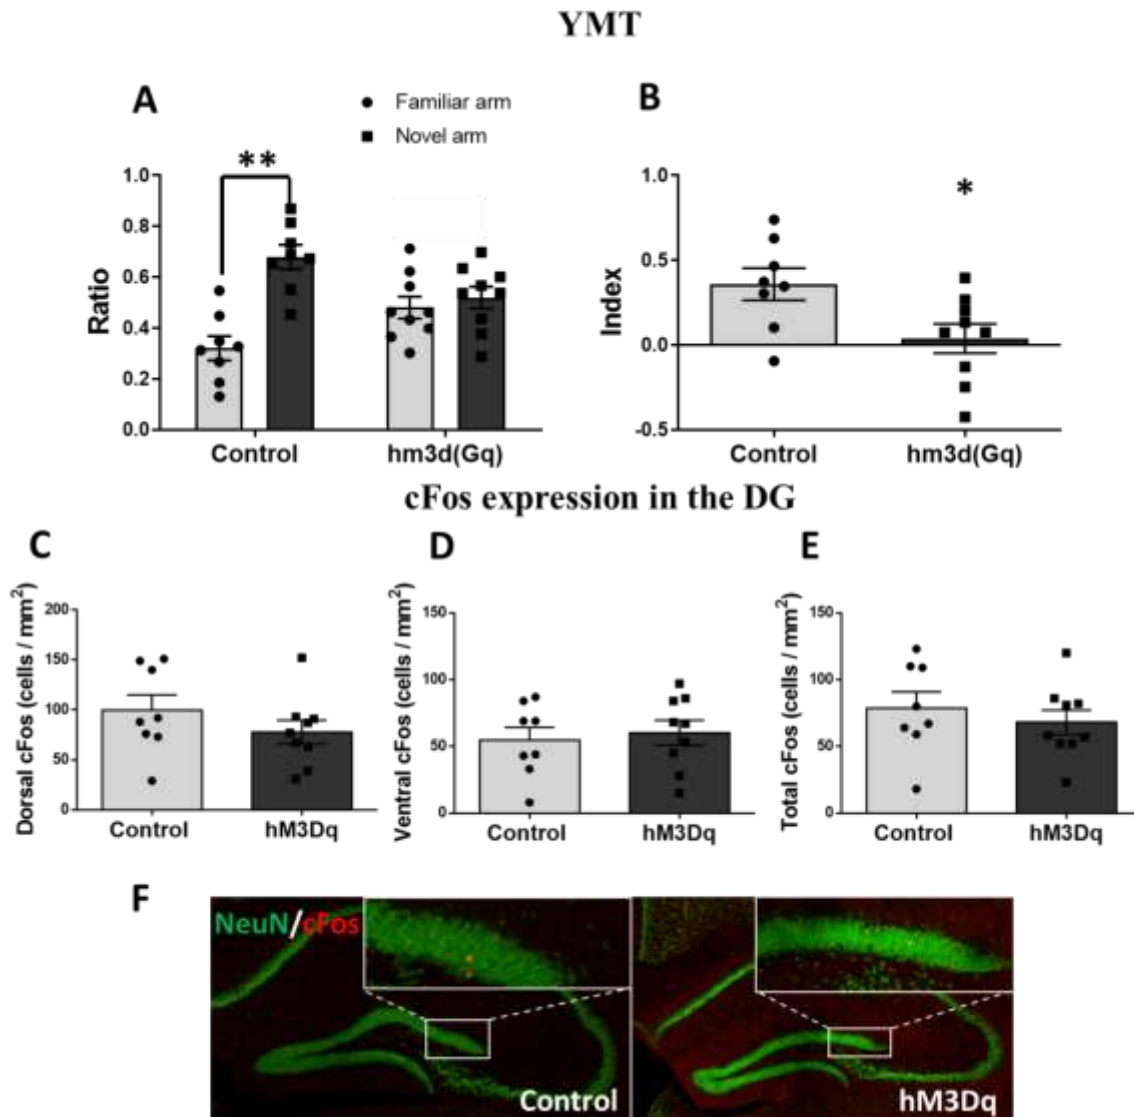 YMT
A
Familiar arm
Novel arm
B
**
*
Ratio
1.0
0.8
0.6
0.4
0.2
0.0
Control
hm3d(Gq)
Index
1.0
0.5
0.0
-0.5
Control
hm3d(Gq)
cFos expression in the DG
C
D
E
Dorsal cFos (cells / mm²)
200
150
100
50
0
Control
hM3Dq
Ventral cFos (cells / mm²)
150
100
50
0
Control
hM3Dq
Total cFos (cells / mm²)
150
100
50
0
Control
hM3Dq
F
NeuN/cFos
Control
hM3Dq